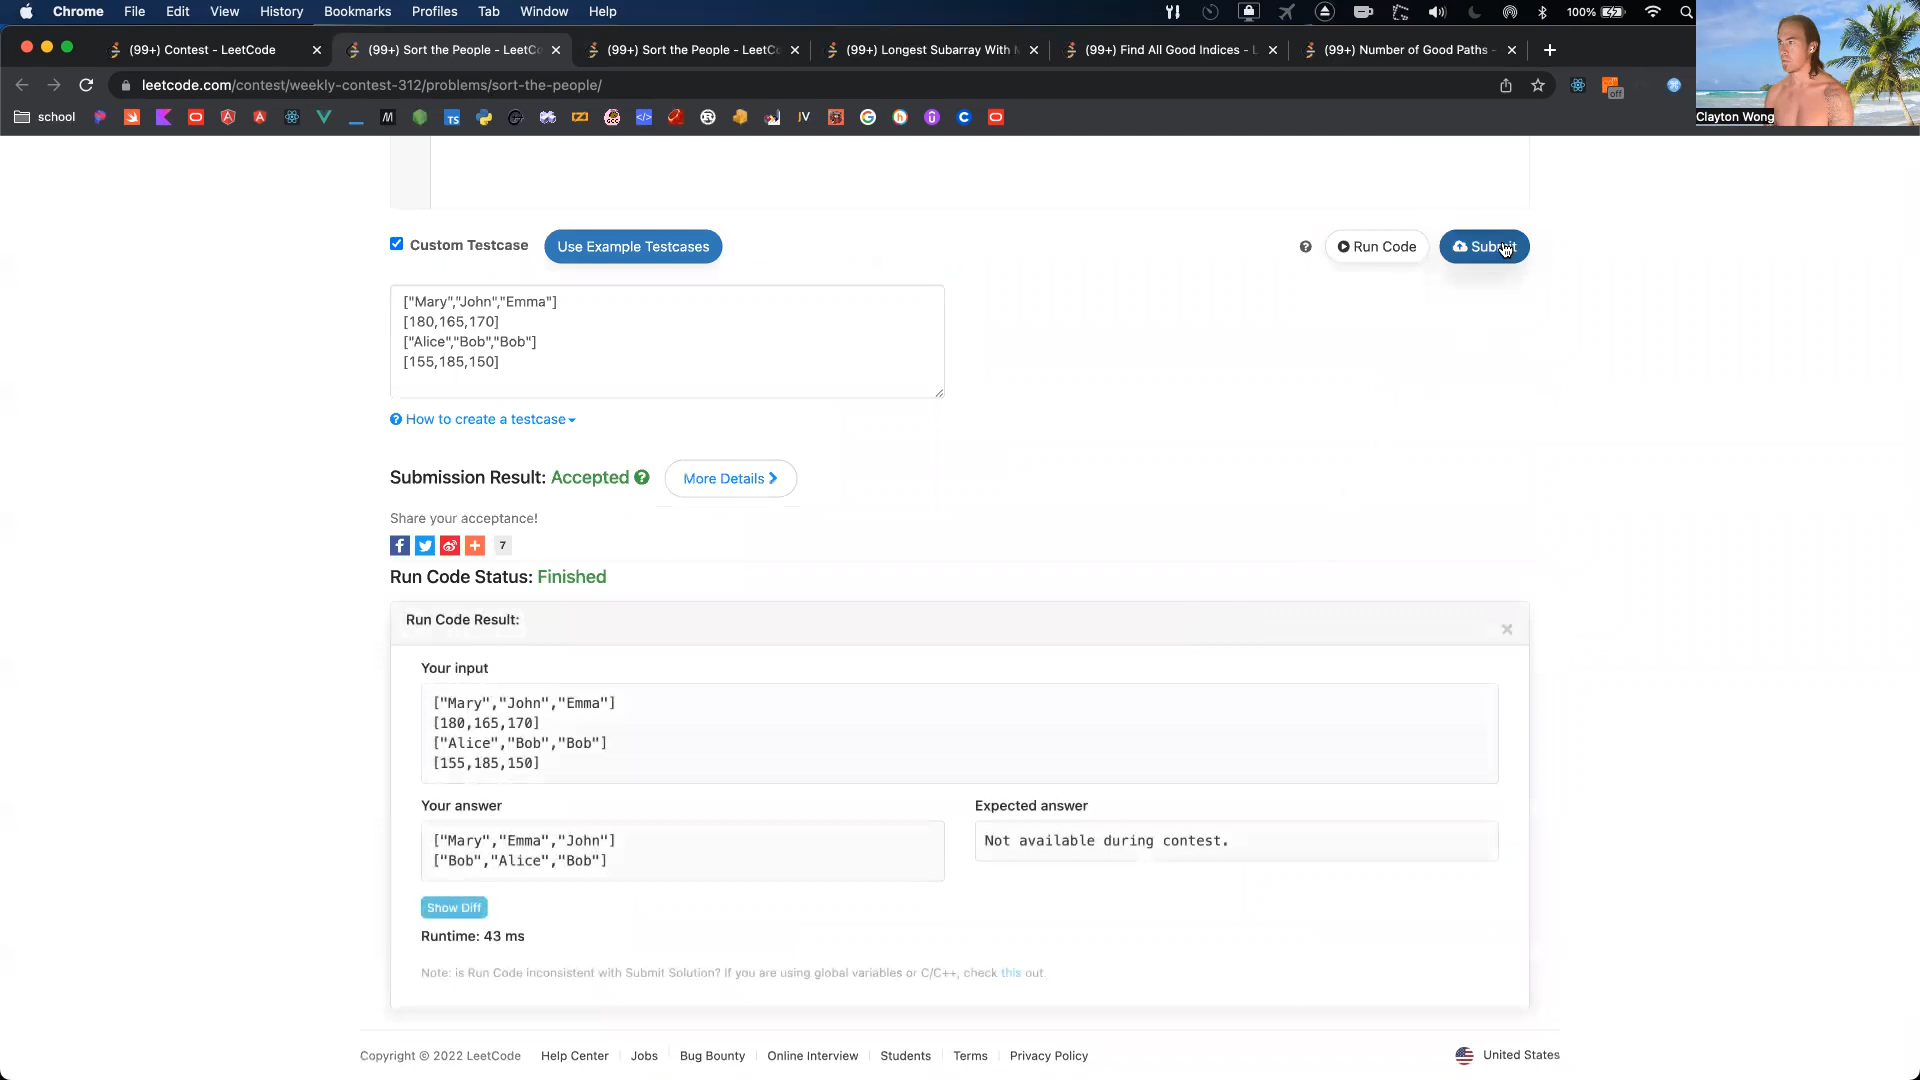 Chrome File Edit View History Bookmarks Profiles Tab Window Help 100%
(99+) Contest - LeetCode (99+) Sort the People - LeetCo (99+) Sort the People - LeetCo (99+) Longest Subarray With M (99+) Find All Good Indices - L (99+) Number of Good Paths -
leetcode.com/contest/weekly-contest-312/problems/sort-the-people/
off
Clayton Wong
school
TS
JV
Custom Testcase Use Example Testcases Run Code Submit
["Mary","John","Emma"]
[180,165,170]
["Alice","Bob","Bob"]
[155,185,150]
How to create a testcase
Submission Result: Accepted More Details
Share your acceptance!
7
Run Code Status: Finished
Run Code Result:
Your input
["Mary","John","Emma"]
[180,165,170]
["Alice","Bob","Bob"]
[155,185,150]
Your answer Expected answer
["Mary","Emma","John"] Not available during contest.
["Bob","Alice","Bob"]
Show Diff
Runtime: 43 ms
Note: is Run Code inconsistent with Submit Solution? If you are using global variables or C/C++, check this out.
Copyright © 2022 LeetCode Help Center Jobs Bug Bounty Online Interview Students Terms Privacy Policy United States